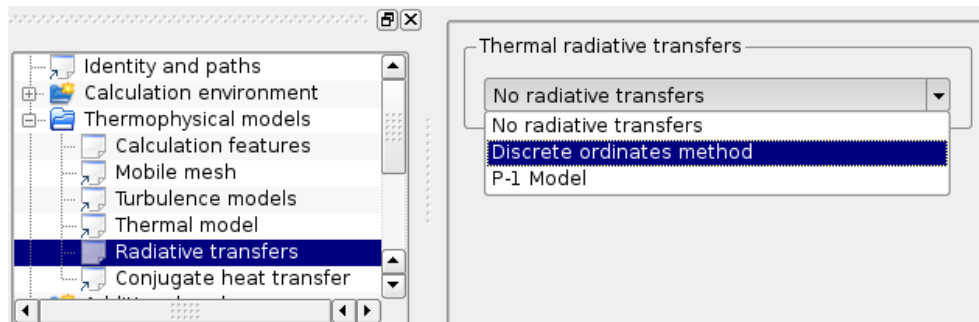 Identity and paths
Calculation environment
Thermophysical models
Calculation features
Mobile mesh
Turbulence models
Thermal model
Radiative transfers
Conjugate heat transfer
Thermal radiative transfers
No radiative transfers
No radiative transfers
Discrete ordinates method
P-1 Model